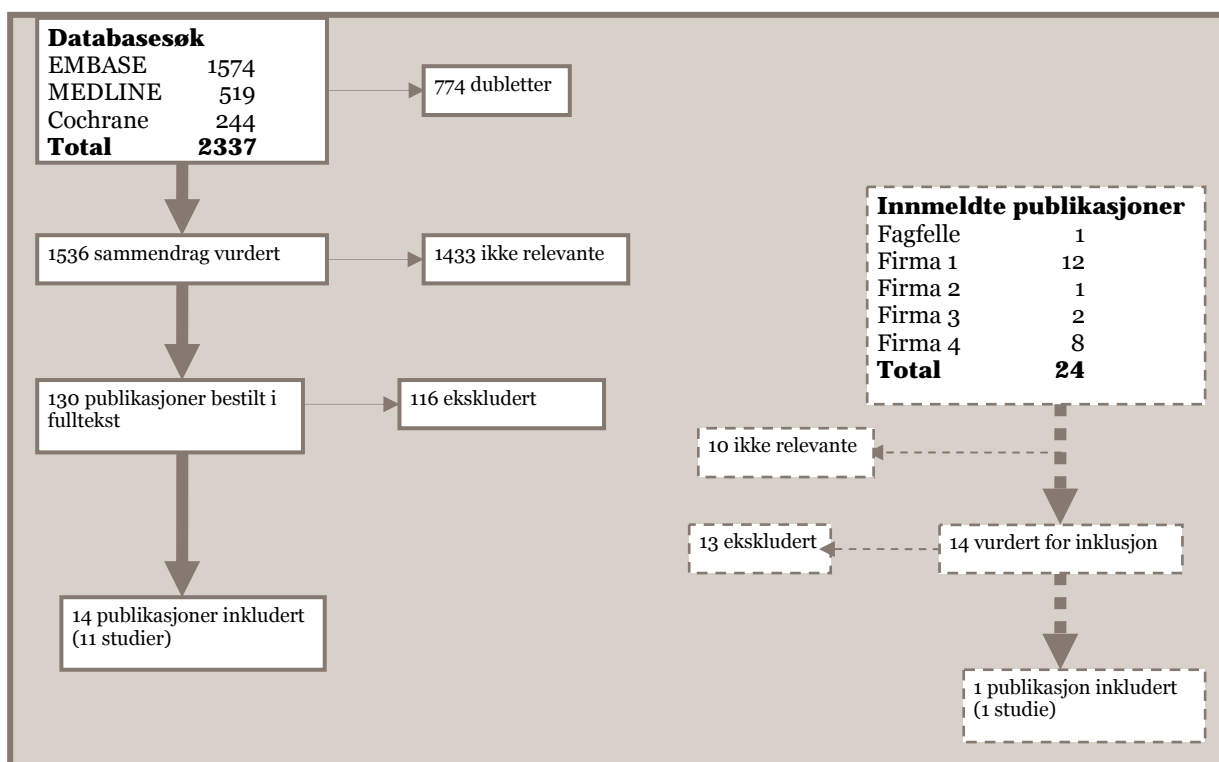 Databasesøk
EMBASE 1574
MEDLINE 519
Cochrane 244
Total 2337
774 dubletter
1536 sammendrag vurdert
1433 ikke relevante
130 publikasjoner bestilt i
fulltekst
116 ekskludert
14 publikasjoner inkludert
(11 studier)
Innmeldte publikasjoner
Fagfelle 1
Firma 1 12
Firma 2 1
Firma 3 2
Firma 4 8
Total 24
10 ikke relevante
14 vurdert for inklusjon
13 ekskludert
1 publikasjon inkludert
(1 studie)